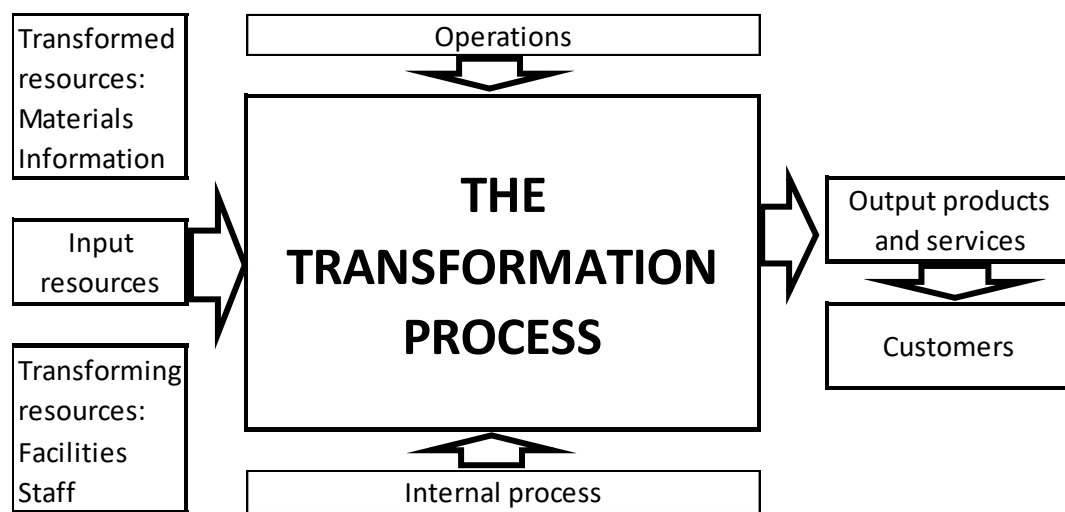 Transformed
resources:
Materials
Information
Input
resources
Transforming
resources:
Facilities
Staff
Operations
THE
TRANSFORMATION
PROCESS
Internal process
Output products
and services
Customers